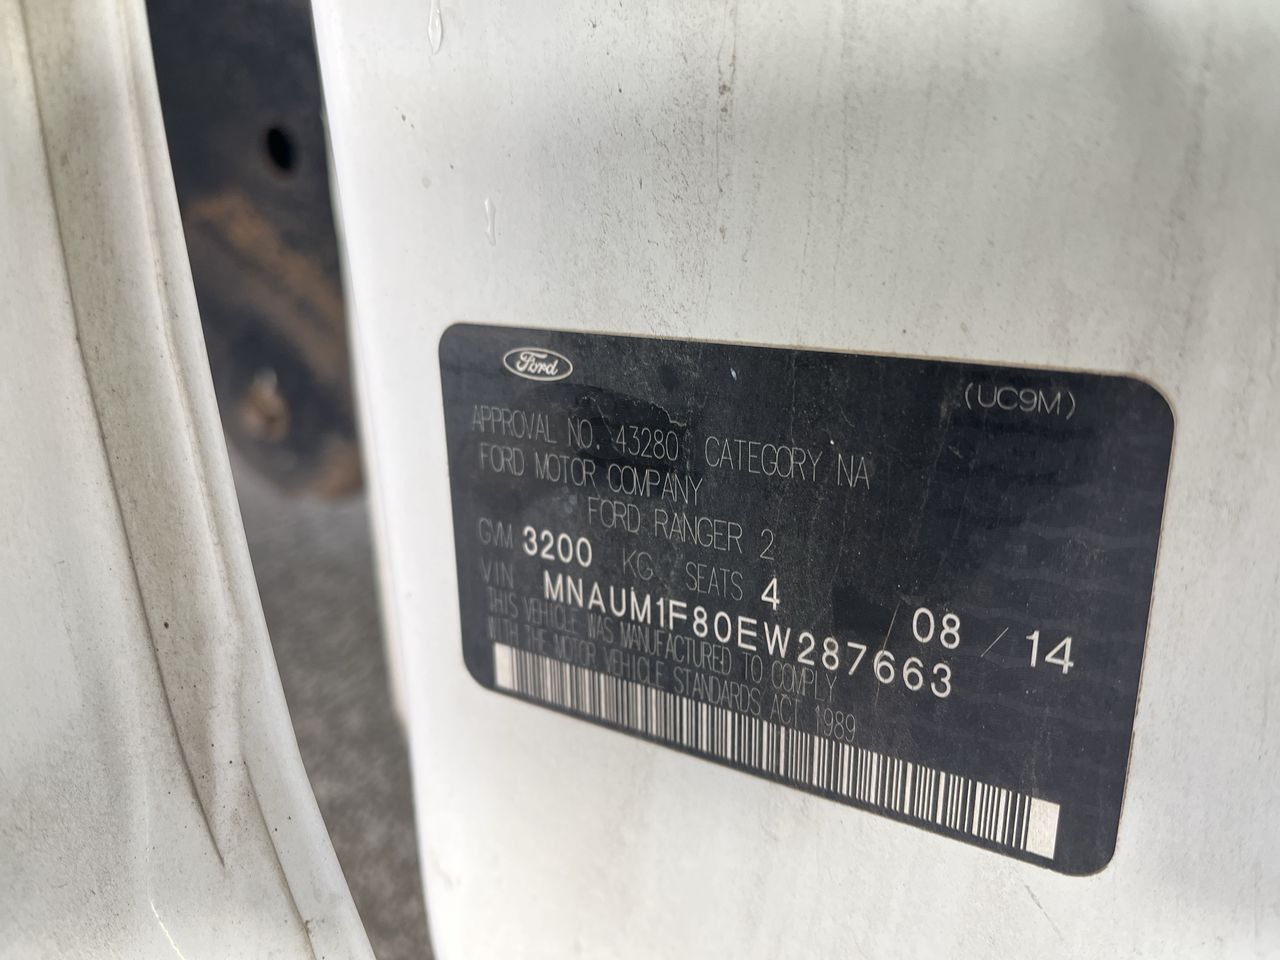 Ford
(UC9M)
APPROVAL NO. 43280 CATEGORY NA
FORD MOTOR COMPANY
FORD RANGER 2
GVM 3200 KG SEATS 4 08 / 14
VIN MNAUM1F80EW287663
THIS VEHICLE WAS MANUFACTURED TO COMPLY
WITH THE MOTOR VEHICLE STANDARDS ACT 1989